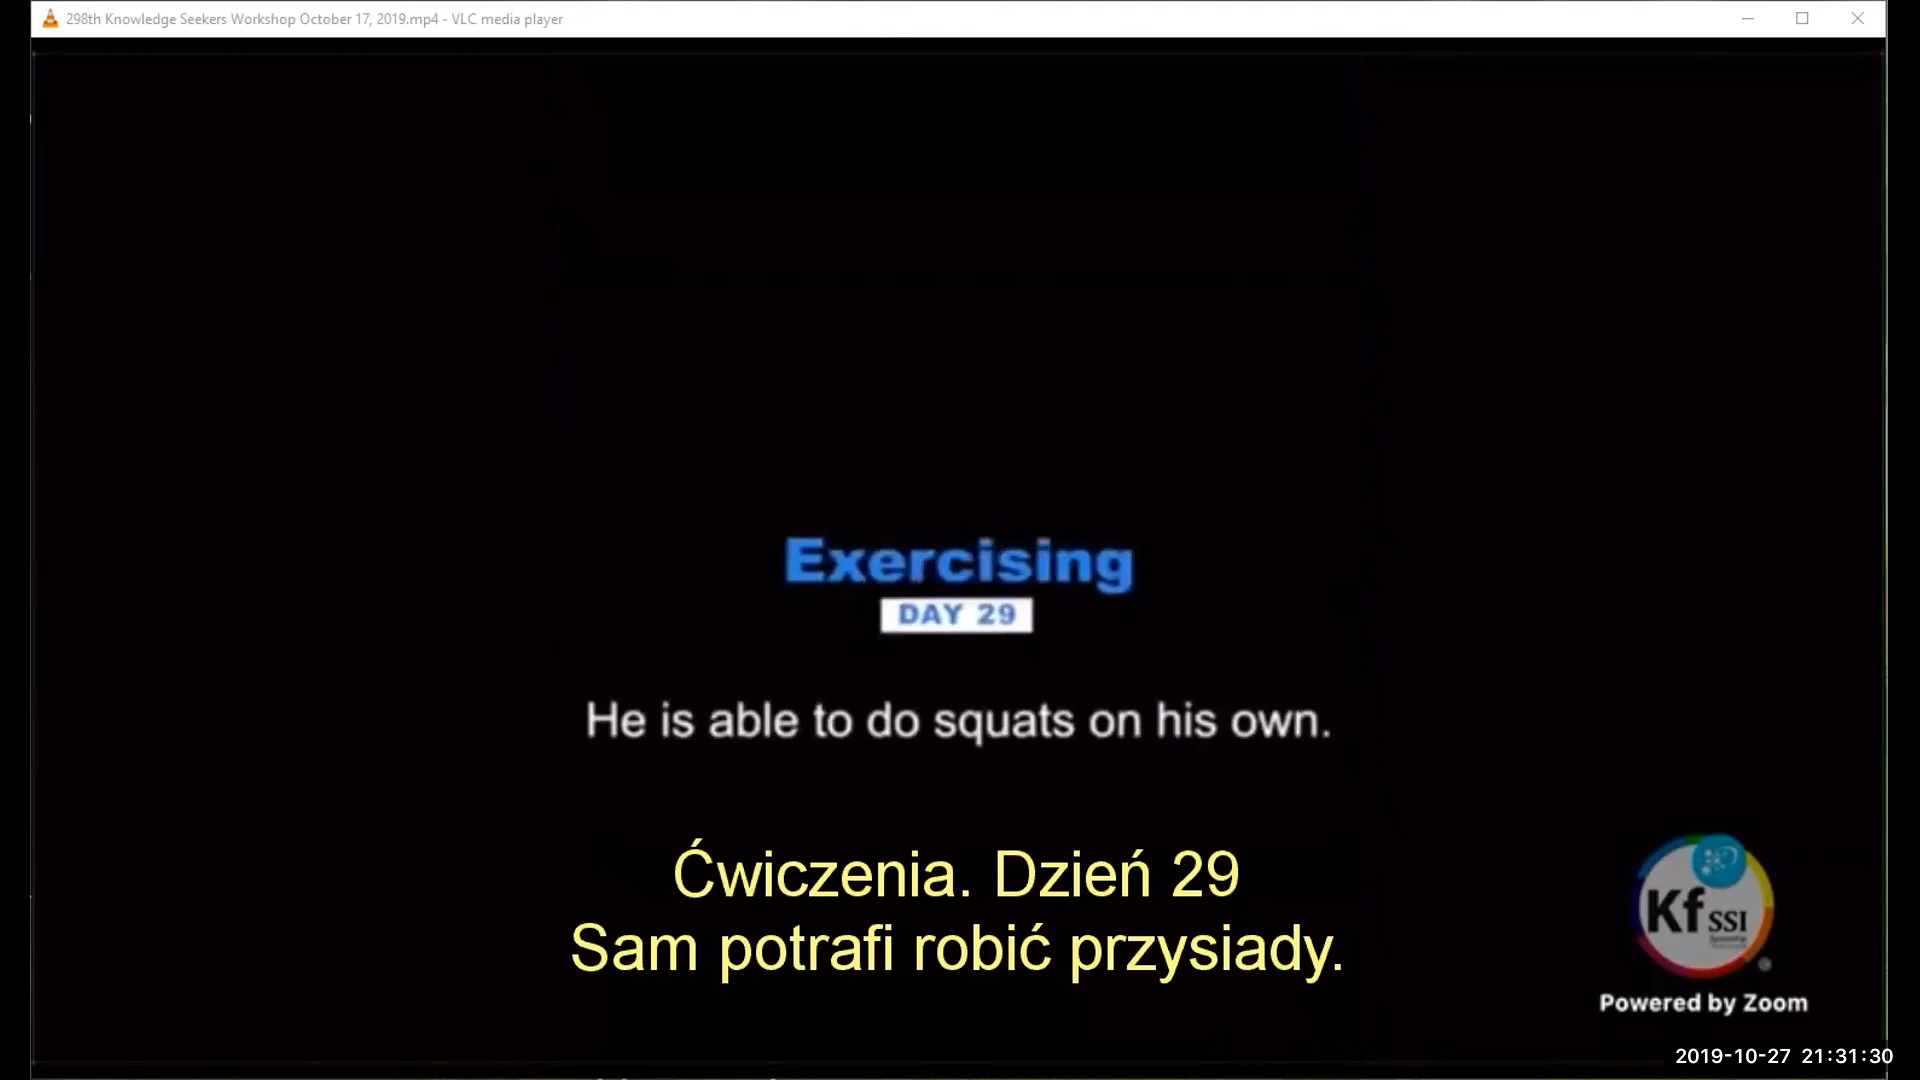 298th Knowledge Seekers Workshop October 17, 2019.mp4 - VLC media player
Exercising
DAY 29
He is able to do squats on his own.
Ćwiczenia. Dzień 29
Sam potrafi robić przysiady.
Kf SSI
Powered by Zoom
2019-10-27 21:31:30